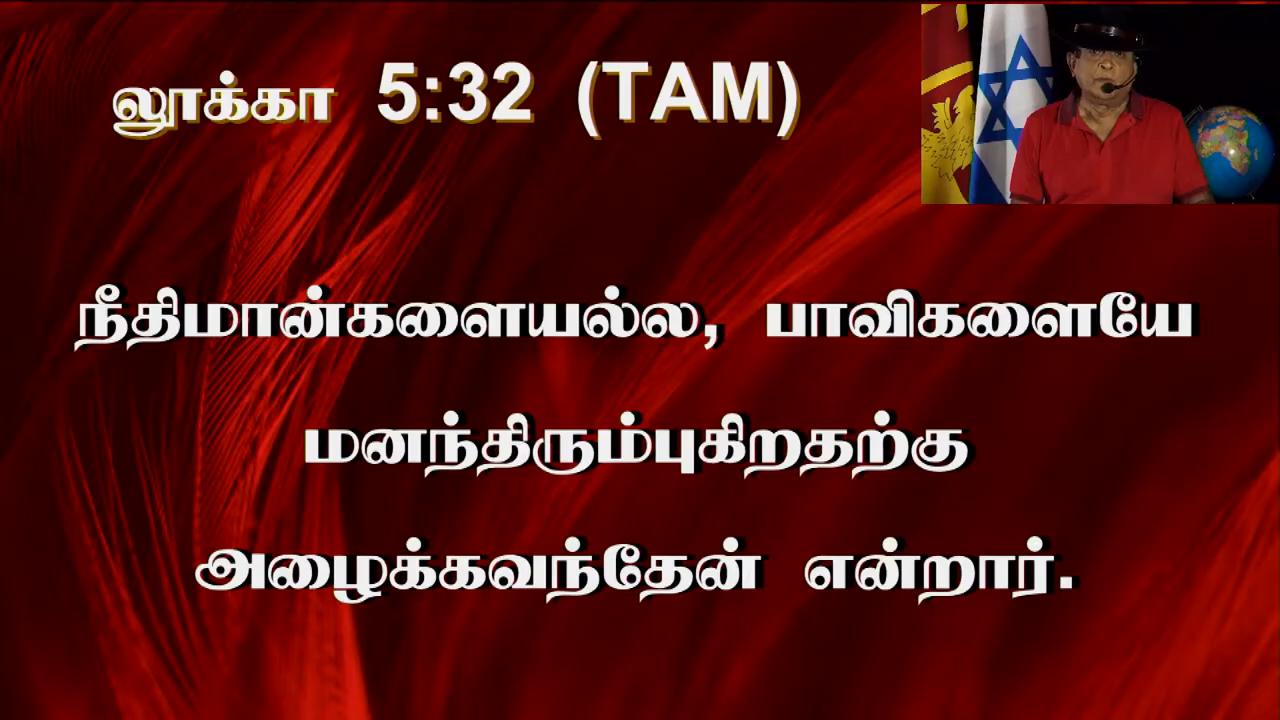 லூக்கா 5:32 (TAM)
நீதிமான்களையல்ல, பாவிகளையே
மனந்திரும்புகிறதற்கு
அழைக்கவந்தேன் என்றார்.